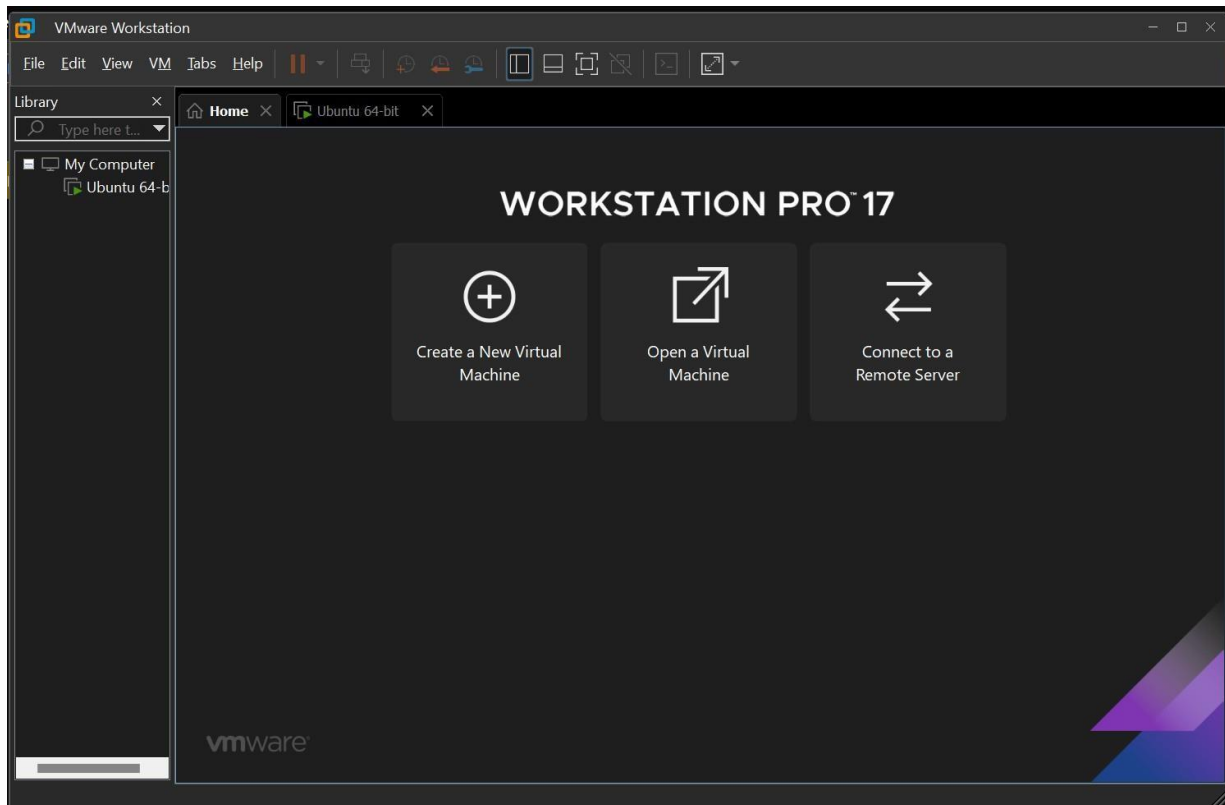 VMware Workstation
File Edit View VM Tabs Help
Library
Type here t...
Home
Ubuntu 64-bit
My Computer
Ubuntu 64-b
WORKSTATION PRO™ 17
Create a New Virtual
Machine
Open a Virtual
Machine
Connect to a
Remote Server
vmware®